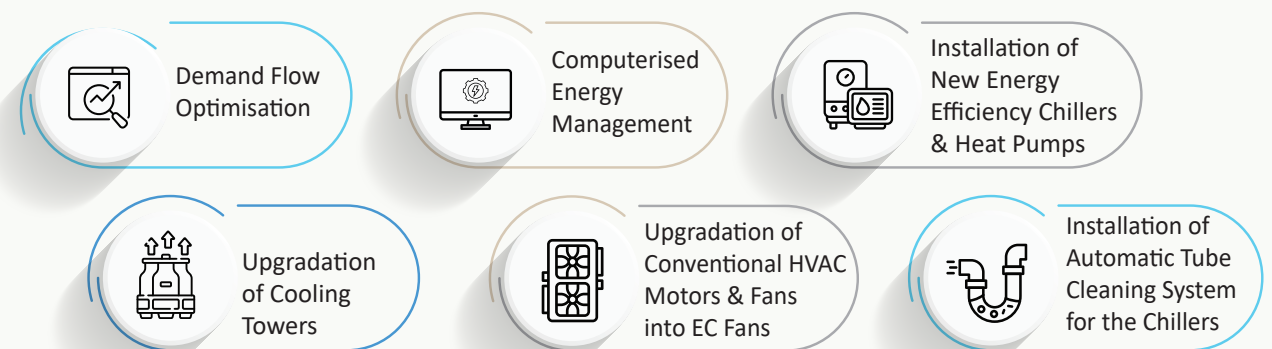 Demand Flow
Optimisation
Computerised
Energy
Management
Installation of
New Energy
Efficiency Chillers
& Heat Pumps
Upgradation
of Cooling
Towers
Upgradation of
Conventional HVAC
Motors & Fans
into EC Fans
Installation of
Automatic Tube
Cleaning System
for the Chillers